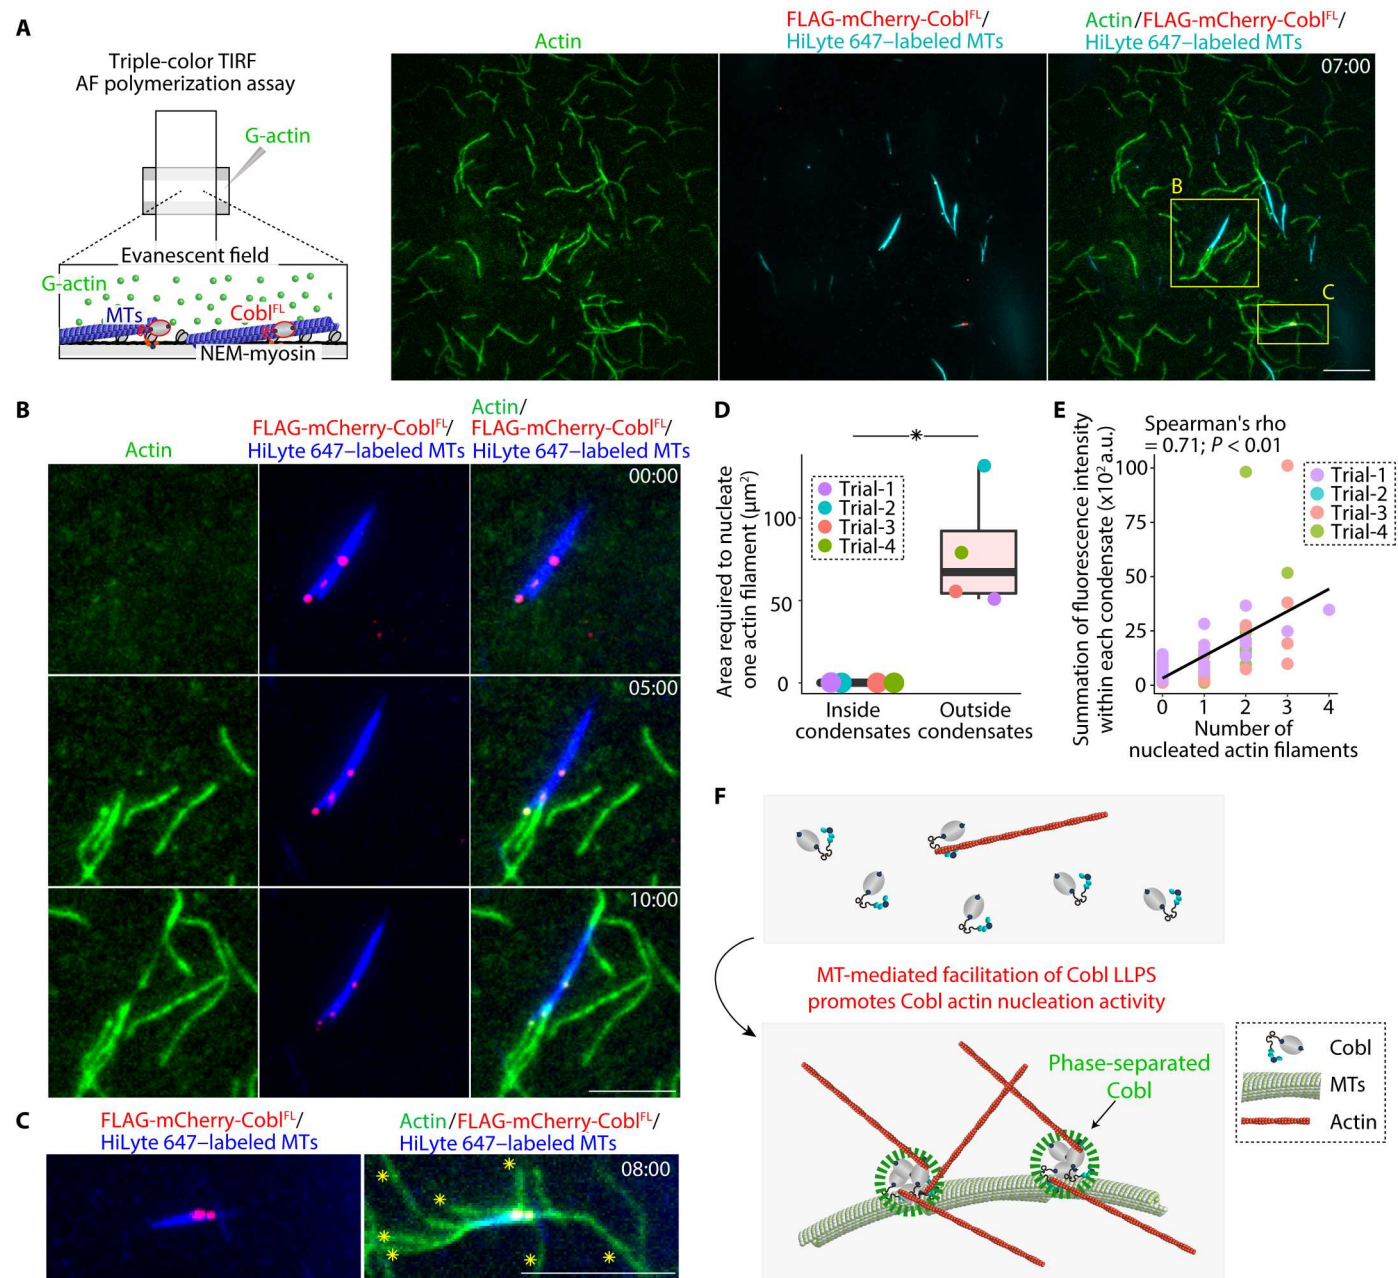 A
Triple-color TIRF
AF polymerization assay
G-actin
Evanescent field
G-actin
MTs
Cobl^FL
NEM-myosin
Actin
FLAG-mCherry-Cobl^FL/
HiLyte 647–labeled MTs
Actin/FLAG-mCherry-Cobl^FL/
HiLyte 647–labeled MTs
07:00
B
C
B
Actin
FLAG-mCherry-Cobl^FL/
HiLyte 647–labeled MTs
Actin/
FLAG-mCherry-Cobl^FL/
HiLyte 647–labeled MTs
00:00
05:00
10:00
C
FLAG-mCherry-Cobl^FL/
HiLyte 647–labeled MTs
Actin/FLAG-mCherry-Cobl^FL/
HiLyte 647–labeled MTs
08:00
D
*
Area required to nucleate
one actin filament (µm²)
100
50
0
Trial-1
Trial-2
Trial-3
Trial-4
Inside
condensates
Outside
condensates
E
Spearman's rho
= 0.71; P < 0.01
Summation of fluorescence intensity
within each condensate (x10² a.u.)
100
75
50
25
0
Trial-1
Trial-2
Trial-3
Trial-4
0 1 2 3 4
Number of
nucleated actin filaments
F
MT-mediated facilitation of Cobl LLPS
promotes Cobl actin nucleation activity
Phase-separated
Cobl
Cobl
MTs
Actin